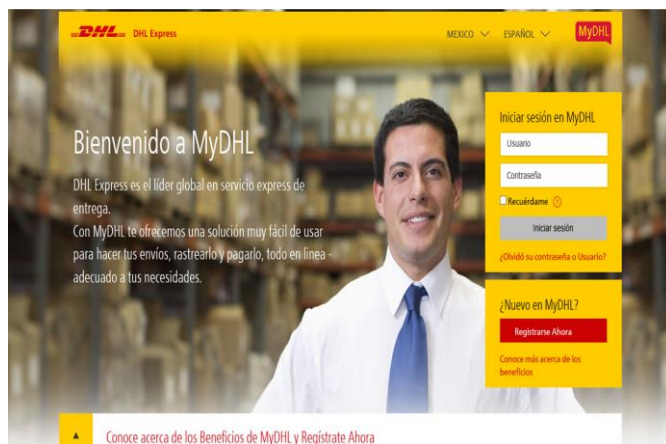 DHL DHL Express
MEXICO ESPAÑOL MyDHL
Bienvenido a MyDHL
DHL Express es el líder global en servicio express de
entrega.
Con MyDHL te ofrecemos una solución muy fácil de usar
para hacer tus envíos, rastrearlo y pagarlo, todo en linea -
adecuado a tus necesidades.
Iniciar sesión en MyDHL
Usuario
Contraseña
Recuérdame ?
Iniciar sesión
¿Olvidó su contraseña o Usuario?
¿Nuevo en MyDHL?
Registrarse Ahora
Conoce más acerca de los
beneficios
Conoce acerca de los Beneficios de MyDHL y Regístrate Ahora